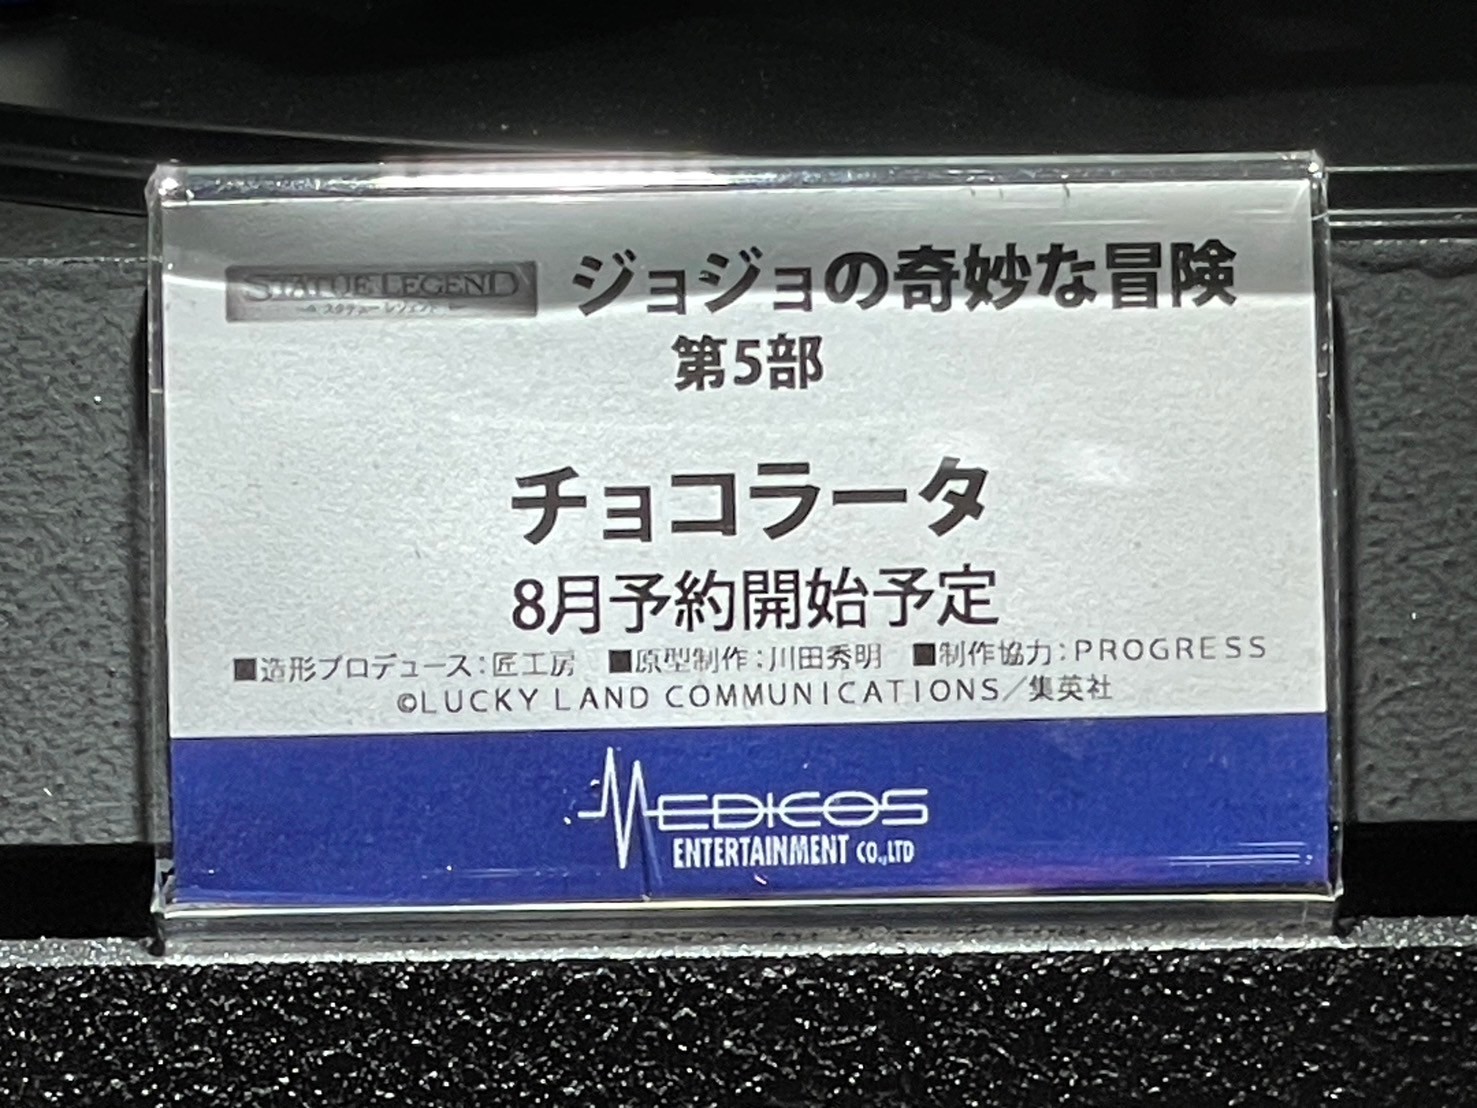 STATUE LEGEND
スタチュー レジェンド
ジョジョの奇妙な冒険
第5部
チョコラータ
8月予約開始予定
■造形プロデュース：匠工房 ■原型制作：川田秀明 ■制作協力：PROGRESS
©LUCKY LAND COMMUNICATIONS／集英社
MEDICOS
ENTERTAINMENT CO.,LTD